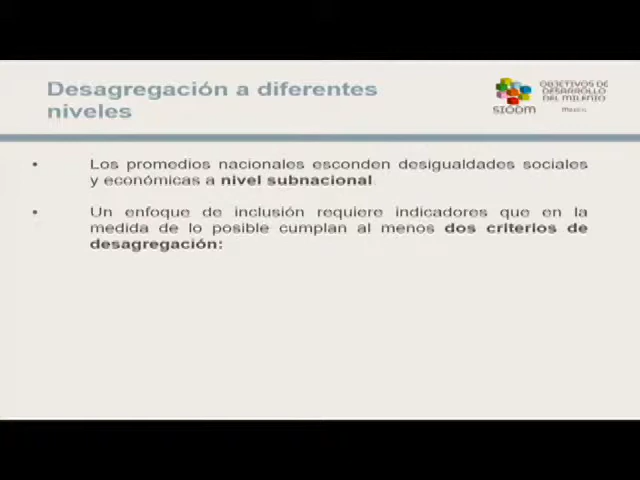 Desagregación a diferentes
niveles
SIODM
OBJETIVOS DE
DESARROLLO
DEL MILENIO
México
• Los promedios nacionales esconden desigualdades sociales
y económicas a nivel subnacional
• Un enfoque de inclusión requiere indicadores que en la
medida de lo posible cumplan al menos dos criterios de
desagregación: